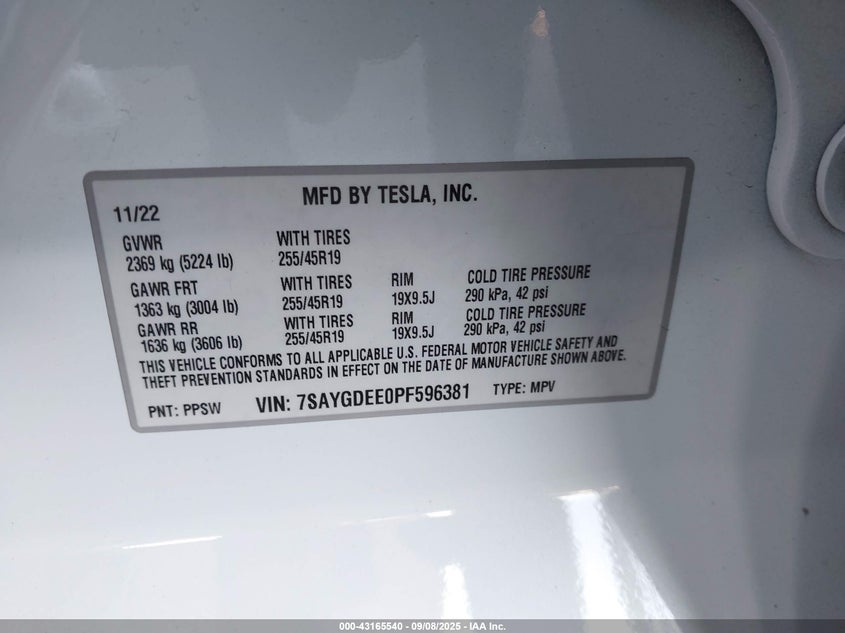 MFD BY TESLA, INC.
11/22
GVWR WITH TIRES
2369 kg (5224 lb) 255/45R19
GAWR FRT WITH TIRES RIM COLD TIRE PRESSURE
1363 kg (3004 lb) 255/45R19 19X9.5J 290 kPa, 42 psi
GAWR RR WITH TIRES RIM COLD TIRE PRESSURE
1636 kg (3606 lb) 255/45R19 19X9.5J 290 kPa, 42 psi
THIS VEHICLE CONFORMS TO ALL APPLICABLE U.S. FEDERAL MOTOR VEHICLE SAFETY AND
THEFT PREVENTION STANDARDS IN EFFECT ON THE DATE OF MANUFACTURE SHOWN ABOVE.
PNT: PPSW VIN: 7SAYGDEE0PF596381 TYPE: MPV
000-43165540 - 09/08/2025 - IAA Inc.